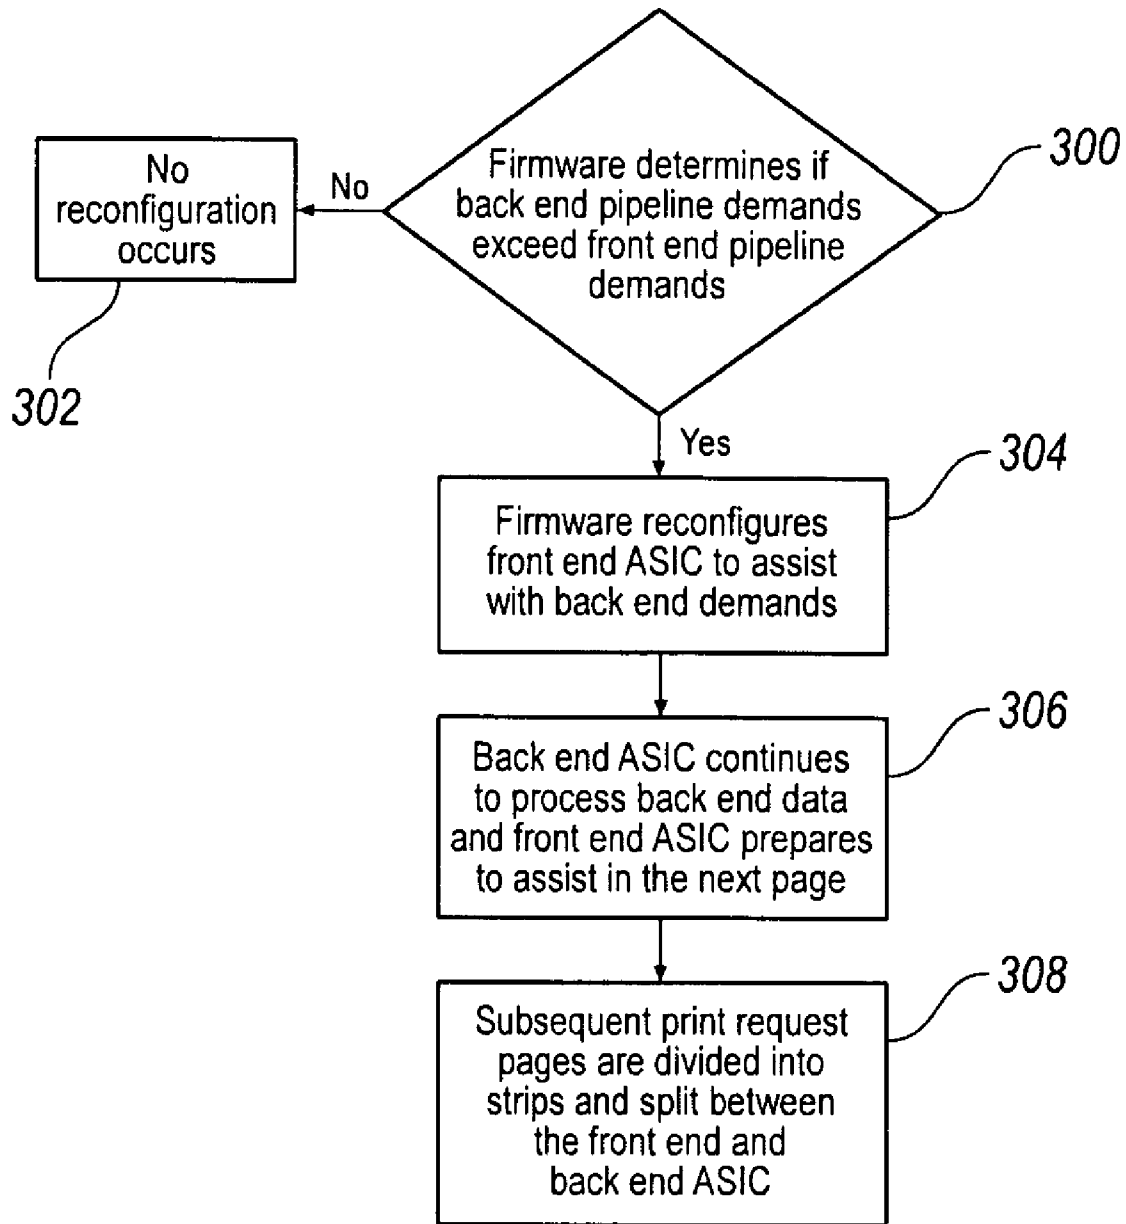 Firmware determines if
back end pipeline demands
exceed front end pipeline
demands
300
No
No
reconfiguration
occurs
302
Yes
304
Firmware reconfigures
front end ASIC to assist
with back end demands
306
Back end ASIC continues
to process back end data
and front end ASIC prepares
to assist in the next page
308
Subsequent print request
pages are divided into
strips and split between
the front end and
back end ASIC